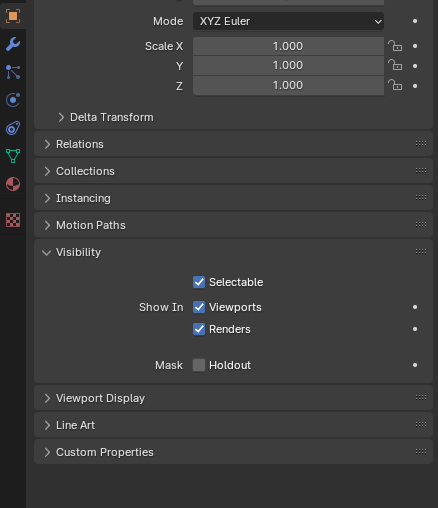 Mode XYZ Euler
Scale X 1.000
Y 1.000
Z 1.000
Delta Transform
Relations
Collections
Instancing
Motion Paths
Visibility
Selectable
Show In Viewports
Renders
Mask Holdout
Viewport Display
Line Art
Custom Properties